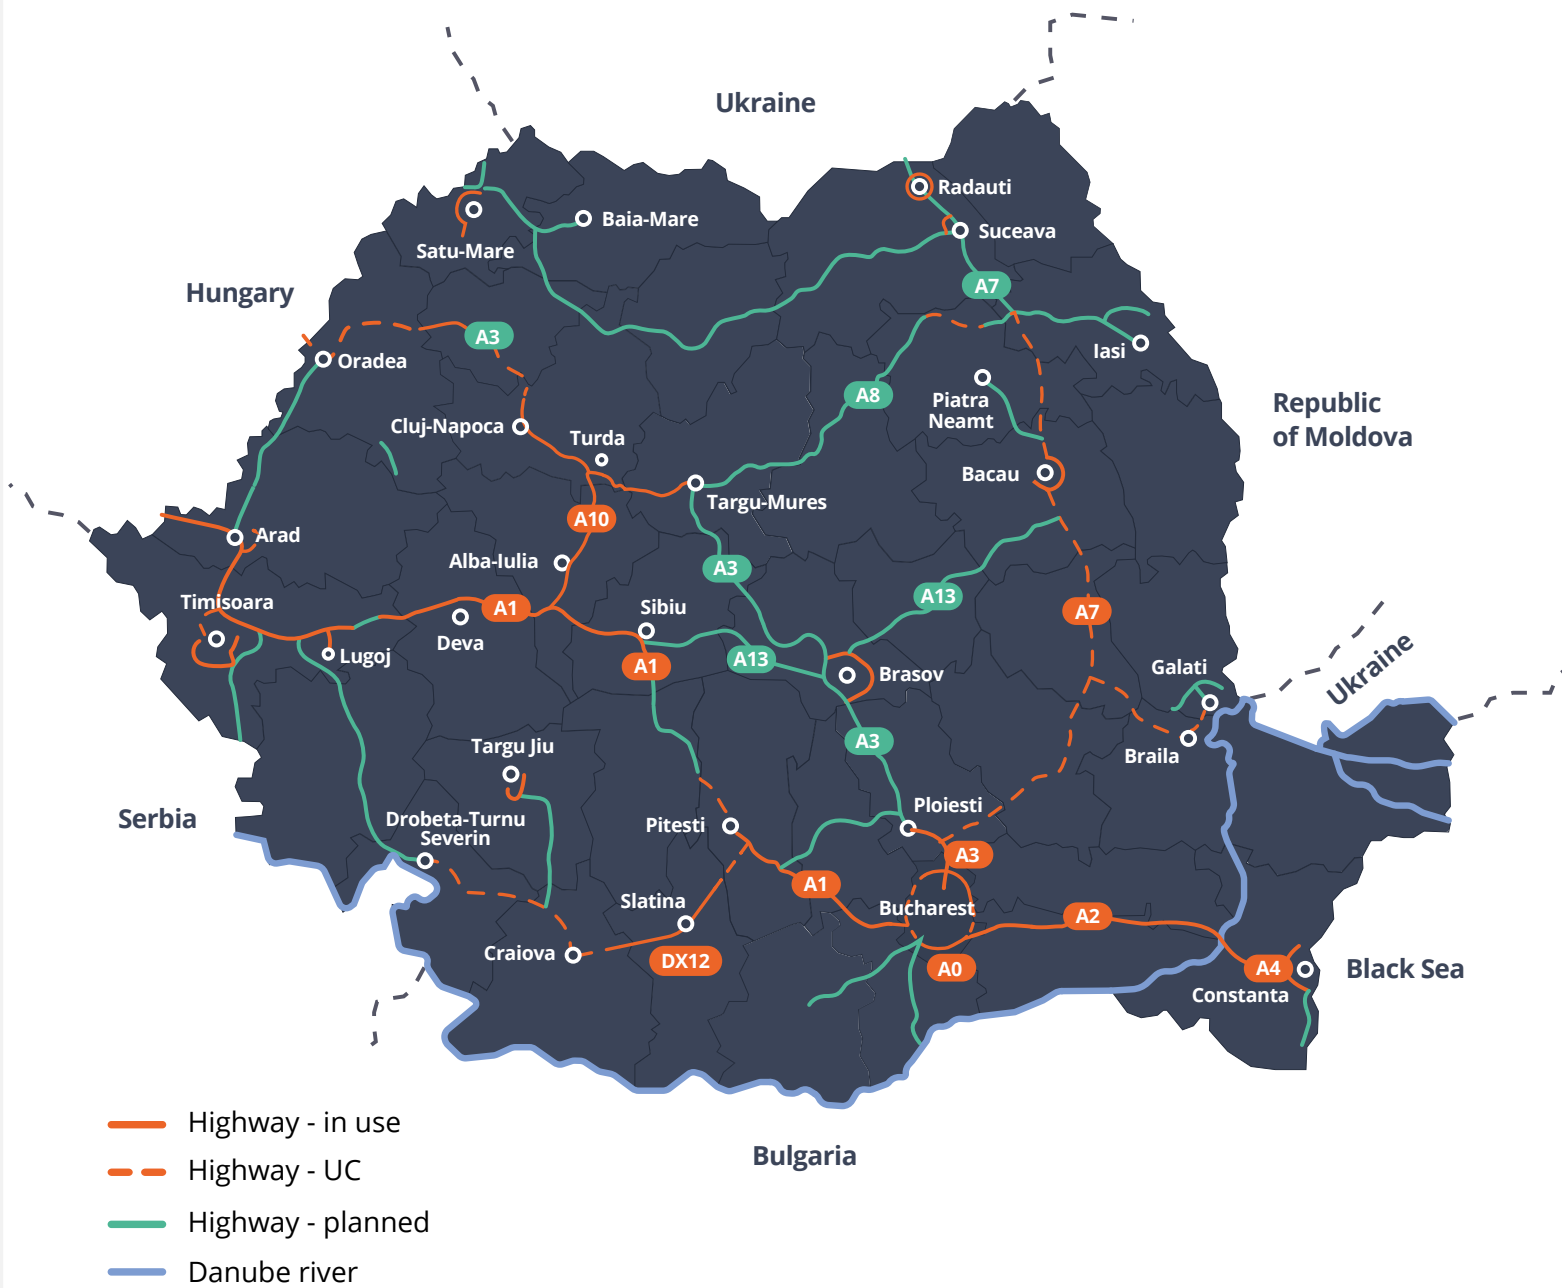 Ukraine
Radauti
Baia-Mare
Suceava
Satu-Mare
Hungary
A7
A3
Iasi
Oradea
A8
Piatra
Neamt
Republic
of Moldova
Cluj-Napoca
Turda
Bacau
Targu-Mures
A10
Arad
Alba-Iulia
A3
A13
Timisoara
A1
Sibiu
A7
Deva
Lugoj
A1
A13
Brasov
Galati
Ukraine
A3
Targu Jiu
Braila
Serbia
Drobeta-Turnu
Severin
Pitesti
Ploiesti
A3
A1
Slatina
Bucharest
A2
Craiova
DX12
A0
A4
Constanta
Black Sea
Highway - in use
Bulgaria
Highway - UC
Highway - planned
Danube river